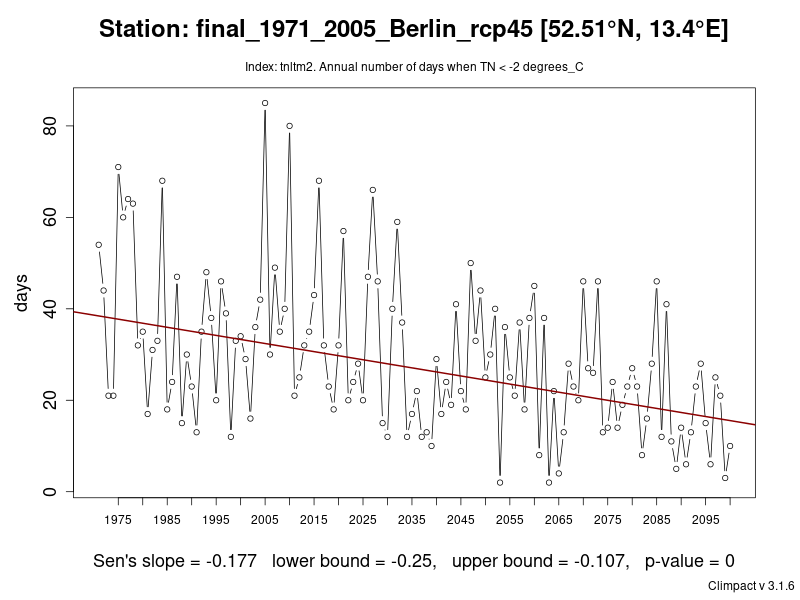 Station: final_1971_2005_Berlin_rcp45 [52.51°N, 13.4°E]
Index: tnltm2. Annual number of days when TN < -2 degrees_C
days
80
60
40
20
0
1975 1985 1995 2005 2015 2025 2035 2045 2055 2065 2075 2085 2095
Sen's slope = -0.177 lower bound = -0.25, upper bound = -0.107, p-value = 0
Climpact v 3.1.6